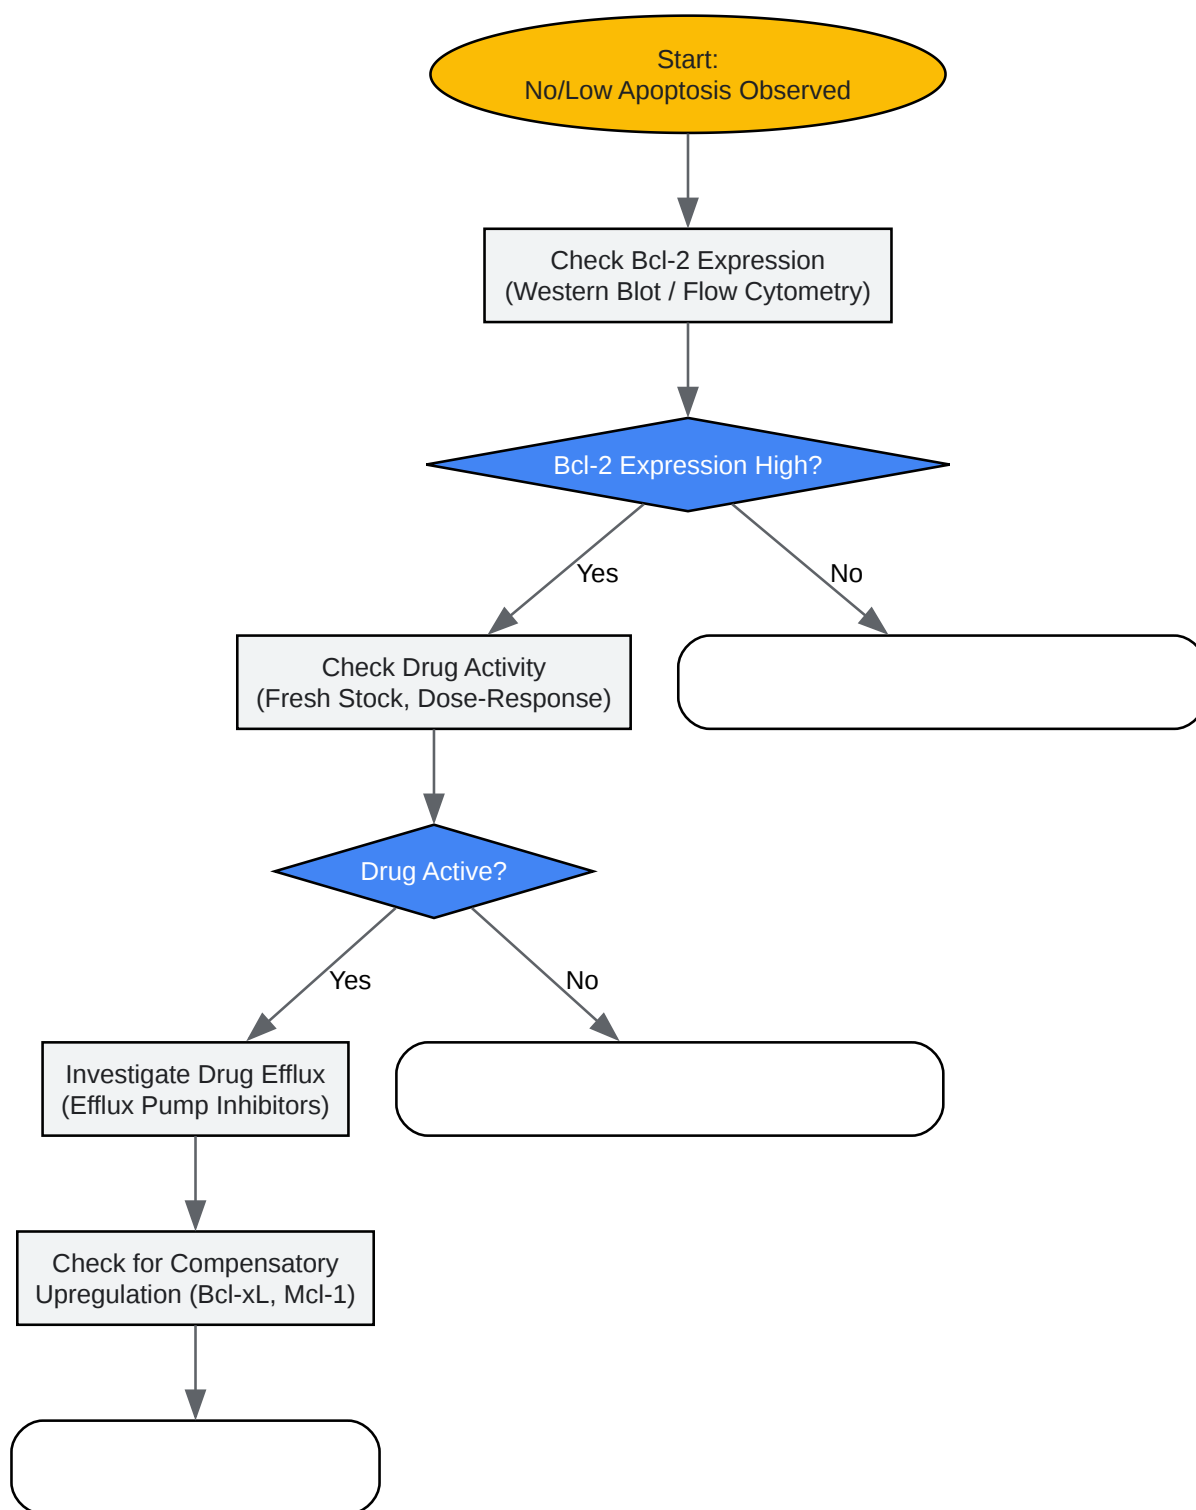 Start:
No/Low Apoptosis Observed
Check Bcl-2 Expression
(Western Blot / Flow Cytometry)
Bcl-2 Expression High?
Yes
No
Check Drug Activity
(Fresh Stock, Dose-Response)
Drug Active?
Yes
No
Investigate Drug Efflux
(Efflux Pump Inhibitors)
Check for Compensatory
Upregulation (Bcl-xL, Mcl-1)